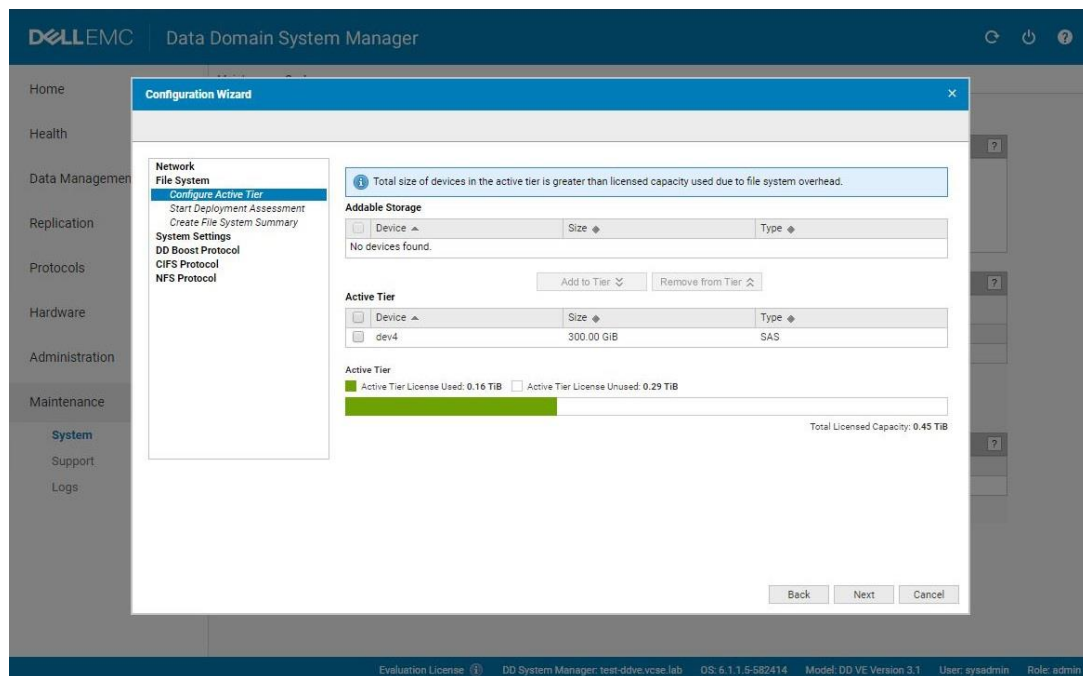 DELLEMC Data Domain System Manager
Home
Health
Data Managemen
Replication
Protocols
Hardware
Administration
Maintenance
System
Support
Logs
Configuration Wizard
Network
File System
Configure Active Tier
Start Deployment Assessment
Create File System Summary
System Settings
DD Boost Protocol
CIFS Protocol
NFS Protocol
Total size of devices in the active tier is greater than licensed capacity used due to file system overhead.
Addable Storage
Device Size Type
No devices found.
Add to Tier Remove from Tier
Active Tier
Device Size Type
dev4 300.00 GiB SAS
Active Tier
Active Tier License Used: 0.16 TiB Active Tier License Unused: 0.29 TiB
Total Licensed Capacity: 0.45 TiB
Back Next Cancel
Evaluation License DD System Manager: test-ddve.vcse.lab OS: 6.1.1.5-582414 Model: DD VE Version 3.1 User: sysadmin Role: admin